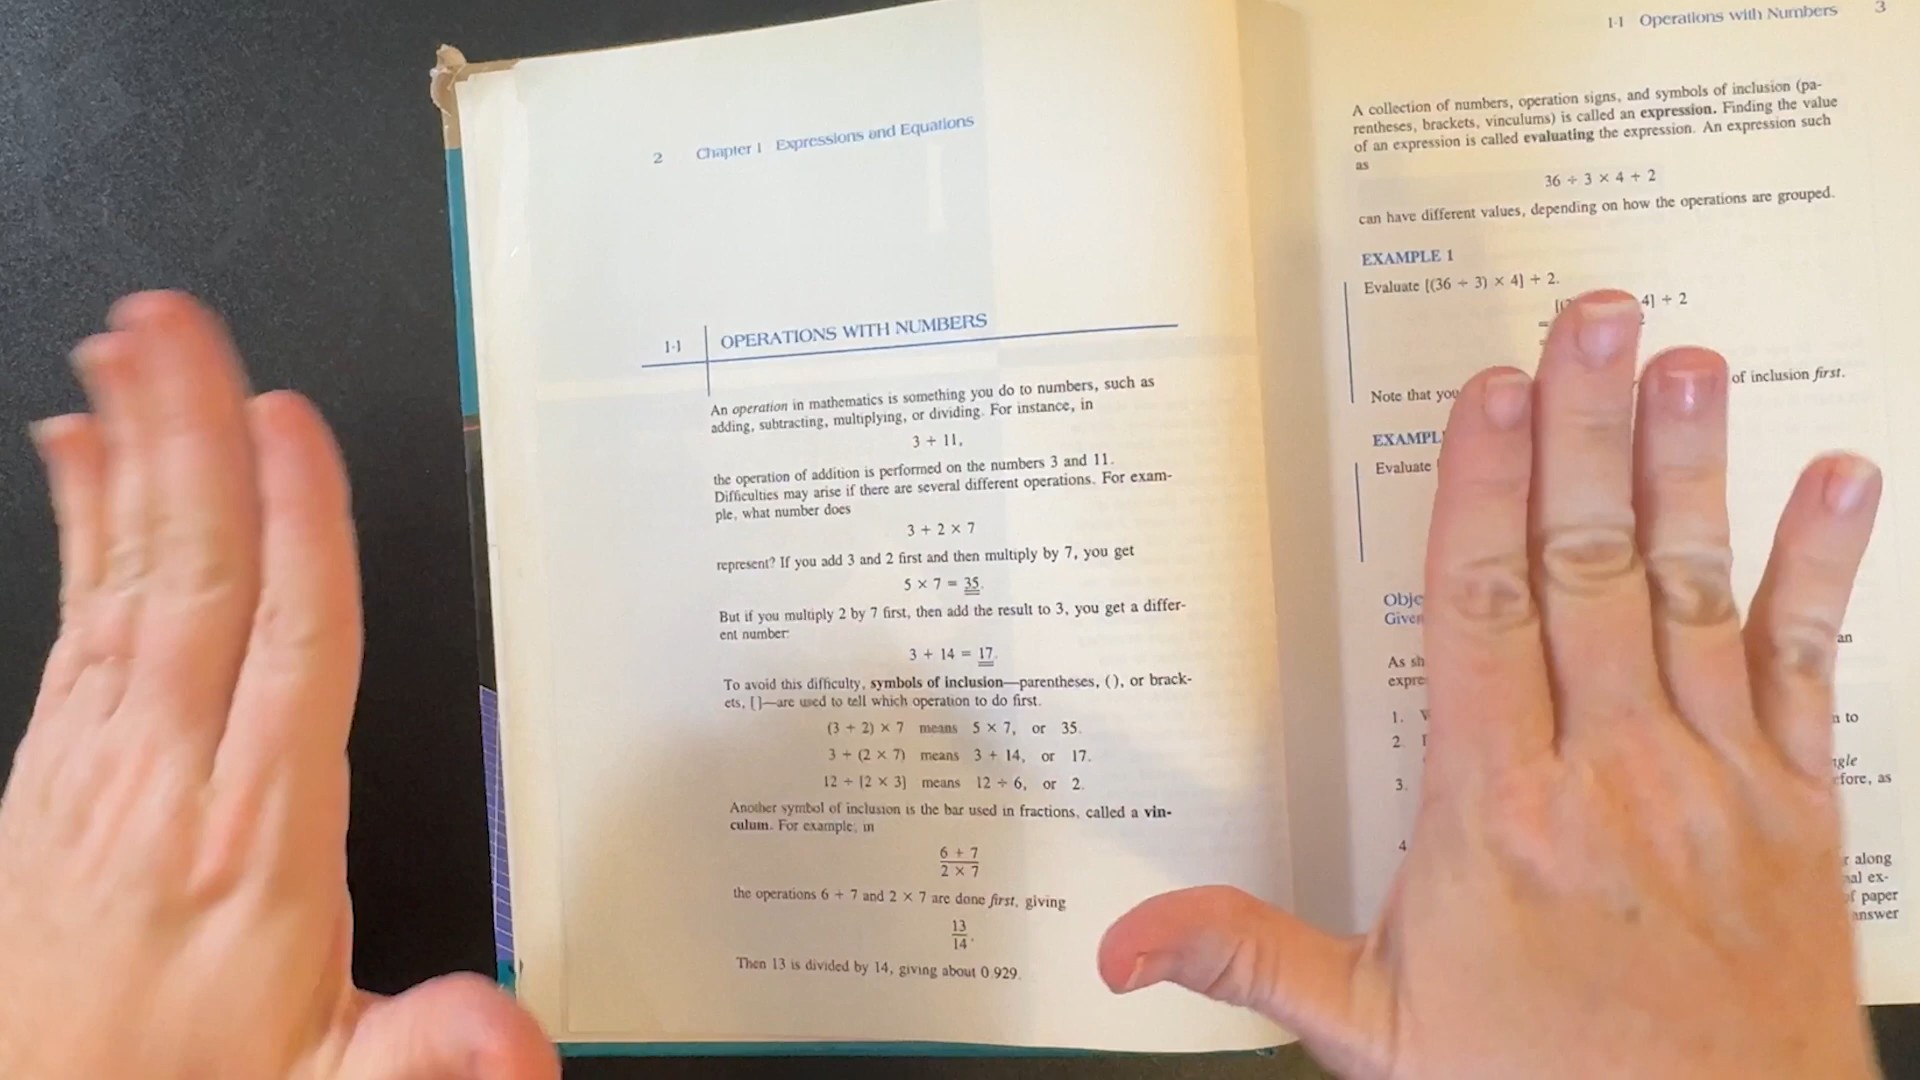 2 Chapter 1 Expressions and Equations
1-1 OPERATIONS WITH NUMBERS
An operation in mathematics is something you do to numbers, such as
adding, subtracting, multiplying, or dividing. For instance, in
3 + 11,
the operation of addition is performed on the numbers 3 and 11.
Difficulties may arise if there are several different operations. For exam-
ple, what number does
3 + 2 × 7
represent? If you add 3 and 2 first and then multiply by 7, you get
5 × 7 = 35.
But if you multiply 2 by 7 first, then add the result to 3, you get a differ-
ent number:
3 + 14 = 17.
To avoid this difficulty, symbols of inclusion—parentheses, ( ), or brack-
ets, [ ]—are used to tell which operation to do first.
(3 + 2) × 7 means 5 × 7, or 35.
3 + (2 × 7) means 3 + 14, or 17.
12 ÷ [2 × 3] means 12 ÷ 6, or 2.
Another symbol of inclusion is the bar used in fractions, called a vin-
culum. For example, in
6 + 7
2 × 7
the operations 6 + 7 and 2 × 7 are done first, giving
13
14.
Then 13 is divided by 14, giving about 0.929.
1-1 Operations with Numbers 3
A collection of numbers, operation signs, and symbols of inclusion (pa-
rentheses, brackets, vinculums) is called an expression. Finding the value
of an expression is called evaluating the expression. An expression such
as
36 ÷ 3 × 4 + 2
can have different values, depending on how the operations are grouped.
EXAMPLE 1
Evaluate [(36 ÷ 3) × 4] + 2.
4] + 2
=
Note that you of inclusion first.
Evaluate
an
As
1.
2. to
3. as
4
along
ex-
paper
answer